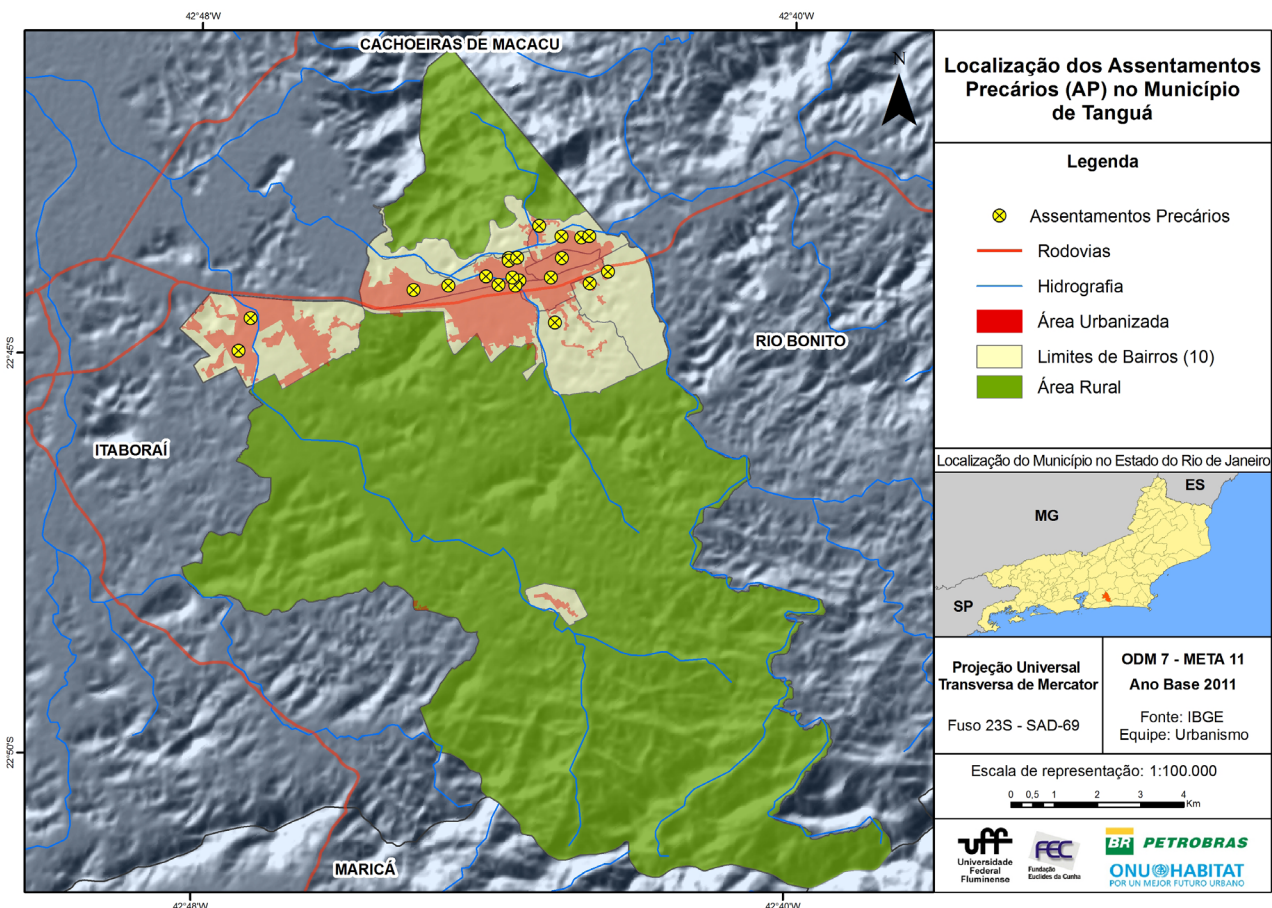 42°48'W
42°40'W
CACHOEIRAS DE MACACU
N
22°45'S
RIO BONITO
ITABORAÍ
22°50'S
MARICÁ
42°48'W
42°40'W
Localização dos Assentamentos
Precários (AP) no Município
de Tanguá
Legenda
Assentamentos Precários
Rodovias
Hidrografia
Área Urbanizada
Limites de Bairros (10)
Área Rural
Localização do Município no Estado do Rio de Janeiro
ES
MG
SP
Projeção Universal
Transversa de Mercator
Fuso 23S - SAD-69
ODM 7 - META 11
Ano Base 2011
Fonte: IBGE
Equipe: Urbanismo
Escala de representação: 1:100.000
0 0,5 1 2 3 4
Km
uff
Universidade
Federal
Fluminense
FEC
Fundação
Euclides da Cunha
BR PETROBRAS
ONU HABITAT
POR UN MEJOR FUTURO URBANO